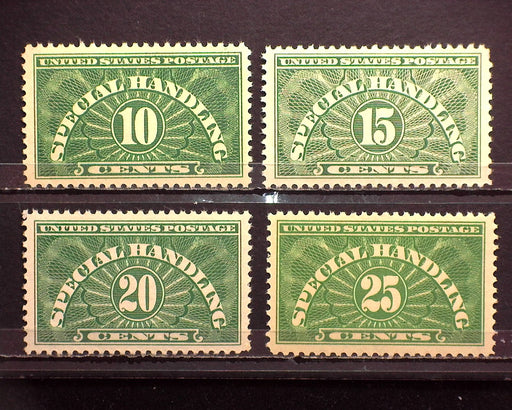 UNITED STATES POSTAGE
SPECIAL HANDLING
10
CENTS
UNITED STATES POSTAGE
SPECIAL HANDLING
15
CENTS
UNITED STATES POSTAGE
SPECIAL HANDLING
20
CENTS
UNITED STATES POSTAGE
SPECIAL HANDLING
25
CENTS